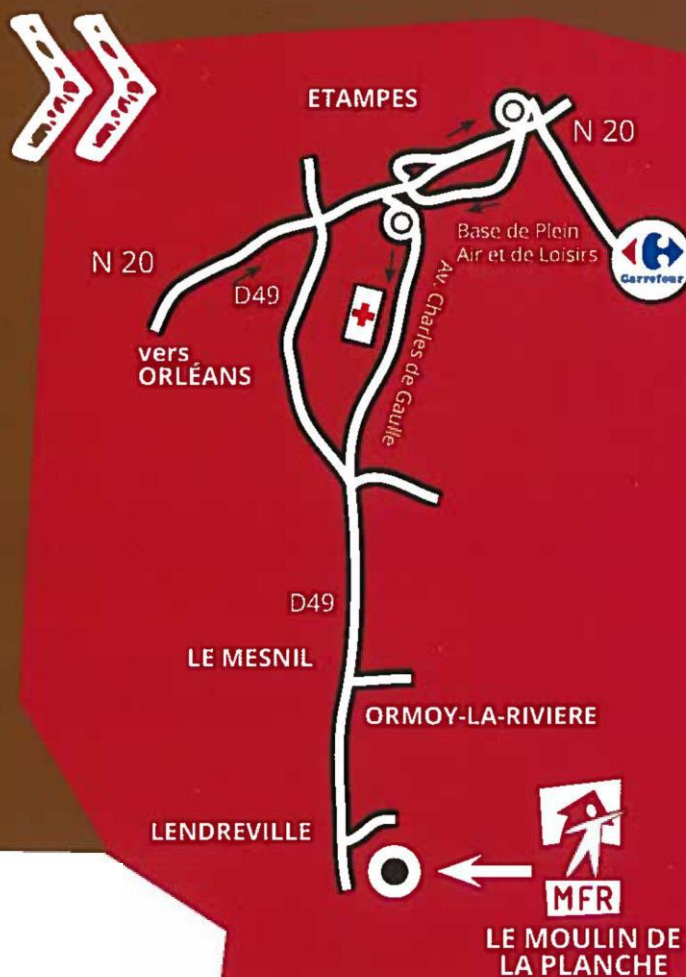 ETAMPES
N 20
Base de Plein
Air et de Loisirs
Carrefour
N 20
D49
Av. Charles de Gaulle
vers
ORLÉANS
D49
LE MESNIL
ORMOY-LA-RIVIERE
LENDREVILLE
MFR
LE MOULIN DE
LA PLANCHE